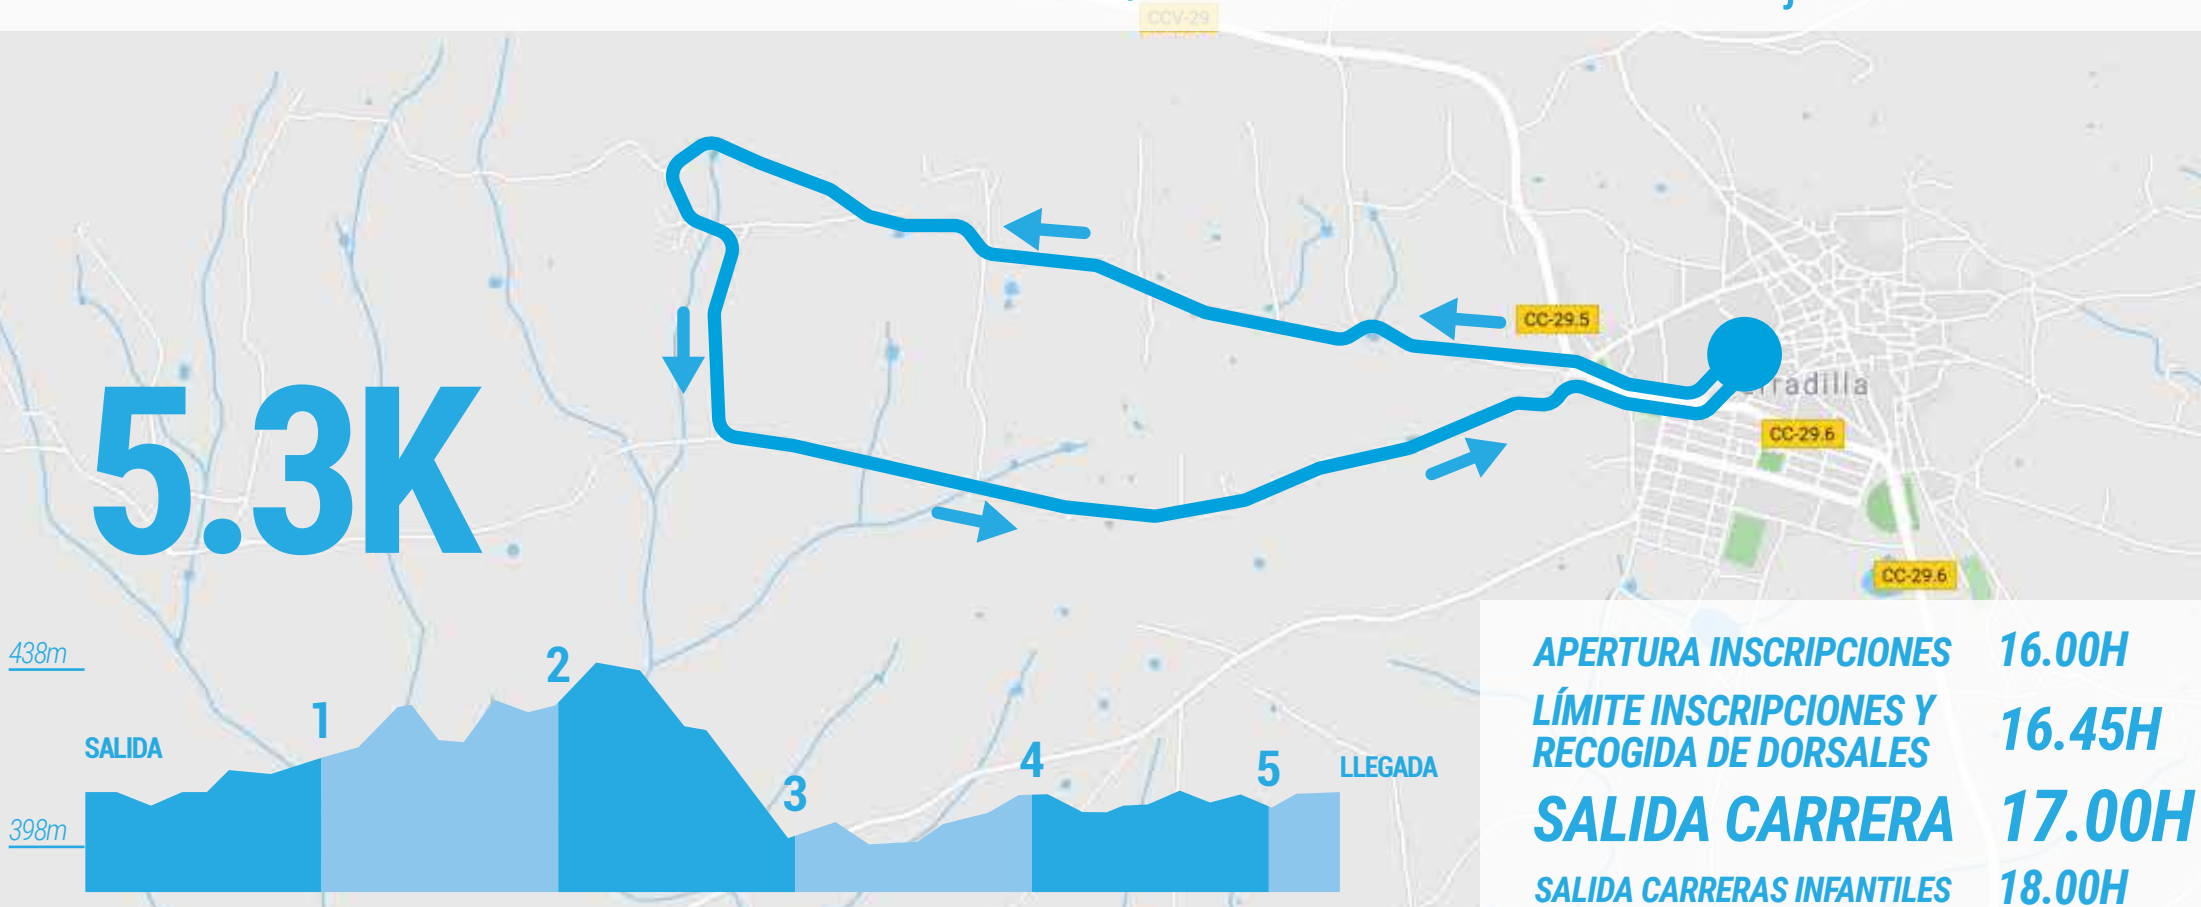 CCV-29
CC-29.5
radilla
CC-29.6
CC-29.6
5.3K
438m
398m
SALIDA
1
2
3
4
5
LLEGADA
APERTURA INSCRIPCIONES 16.00H
LÍMITE INSCRIPCIONES Y
RECOGIDA DE DORSALES 16.45H
SALIDA CARRERA 17.00H
SALIDA CARRERAS INFANTILES 18.00H